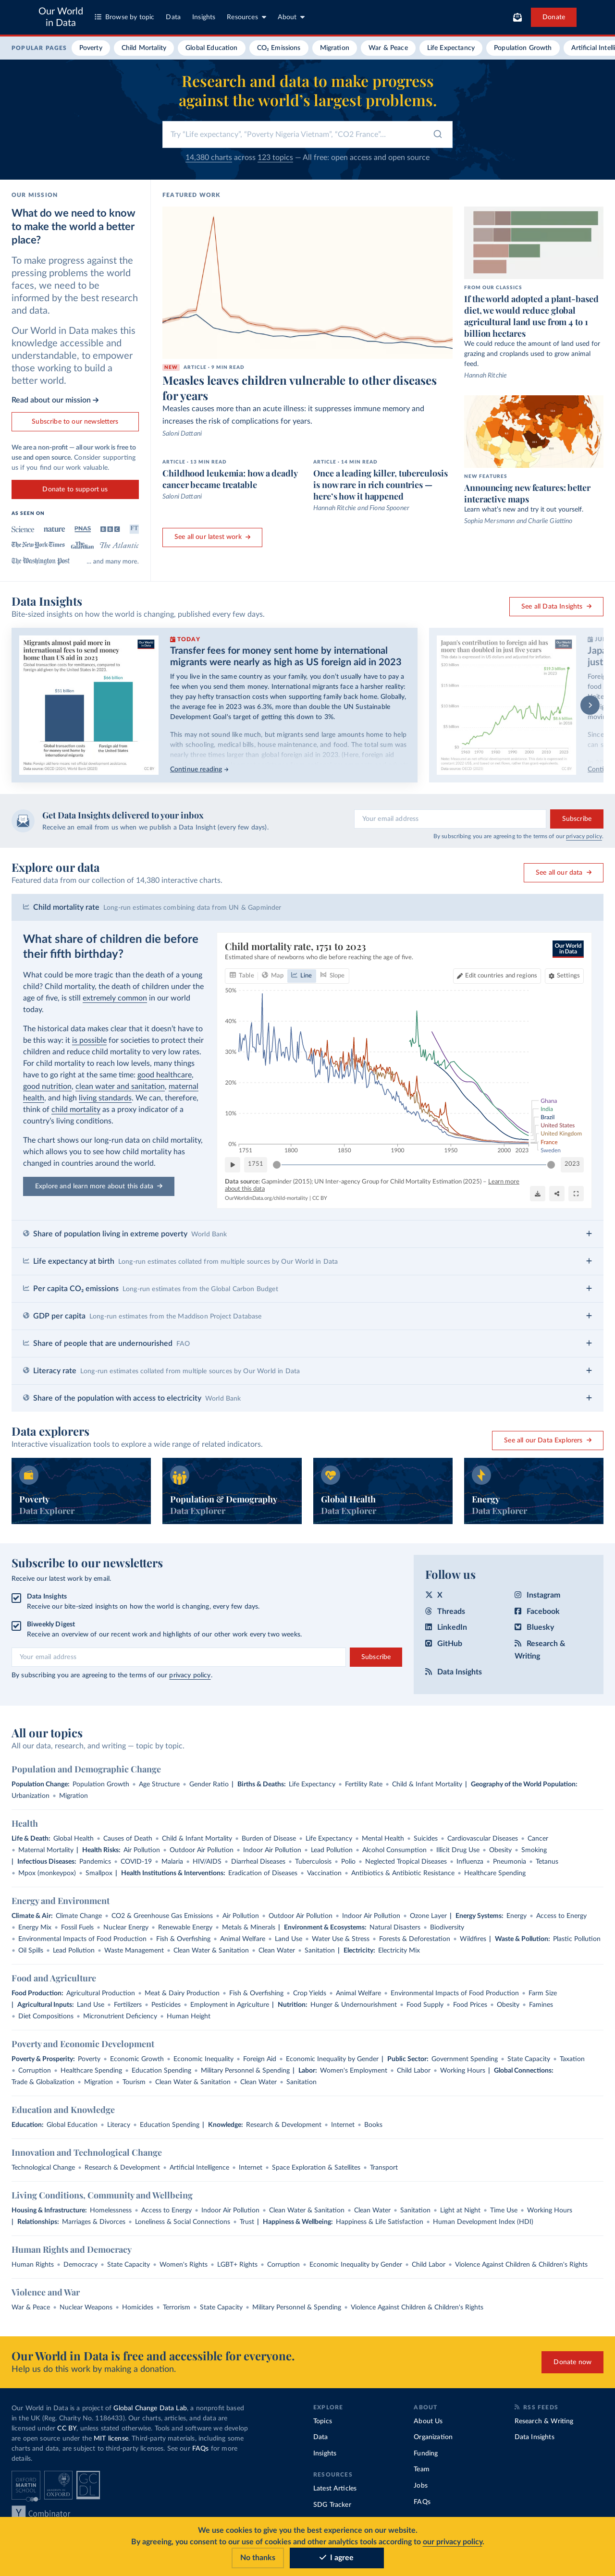 Our World
in Data
Browse by topic
Data
Insights
Resources
About
Donate
POPULAR PAGES
Poverty
Child Mortality
Global Education
CO₂ Emissions
Migration
War & Peace
Life Expectancy
Population Growth
Artificial Intelli
Research and data to make progress
against the world's largest problems.
Try "Life expectancy", "Poverty Nigeria Vietnam", "CO2 France"...
14,380 charts across 123 topics — All free: open access and open source
OUR MISSION
What do we need to know
to make the world a better
place?
To make progress against the
pressing problems the world
faces, we need to be
informed by the best research
and data.
Our World in Data makes this
knowledge accessible and
understandable, to empower
those working to build a
better world.
Read about our mission →
Subscribe to our newsletters
We are a non-profit — all our work is free to
use and open source. Consider supporting
us if you find our work valuable.
Donate to support us
AS SEEN ON
Science
nature
PNAS
BBC
FT
The New York Times
The Guardian
The Atlantic
The Washington Post
... and many more.
FEATURED WORK
NEW ARTICLE - 9 MIN READ
Measles leaves children vulnerable to other diseases
for years
Measles causes more than an acute illness: it suppresses immune memory and
increases the risk of complications for years.
Saloni Dattani
ARTICLE - 13 MIN READ
Childhood leukemia: how a deadly
cancer became treatable
Saloni Dattani
ARTICLE - 14 MIN READ
Once a leading killer, tuberculosis
is now rare in rich countries —
here's how it happened
Hannah Ritchie and Fiona Spooner
See all our latest work →
FROM OUR CLASSICS
If the world adopted a plant-based
diet, we would reduce global
agricultural land use from 4 to 1
billion hectares
We could reduce the amount of land used for
grazing and croplands used to grow animal
feed.
Hannah Ritchie
NEW FEATURES
Announcing new features: better
interactive maps
Learn what's new and try it out yourself.
Sophia Mersmann and Charlie Giattino
Data Insights
Bite-sized insights on how the world is changing, published every few days.
See all Data Insights →
Migrants almost paid more in
international fees to send money
home than US aid in 2023
TODAY
Transfer fees for money sent home by international
migrants were nearly as high as US foreign aid in 2023
If you live in the same country as your family, you don't usually have to pay a
fee when you send them money. International migrants face a harsher reality:
they pay hefty transaction costs when supporting family back home. Globally,
the average fee in 2023 was 6.3%, more than double the UN Sustainable
Development Goal's target of getting this down to 3%.
This may not sound like much, but migrants send large amounts home to help
with schooling, medical bills, house maintenance, and food. The total sum was
nearly three times larger than global foreign aid in 2023. (Here, foreign aid
Continue reading →
Japan's contribution to foreign aid has
more than doubled in just five years
Get Data Insights delivered to your inbox
Receive an email from us when we publish a Data Insight (every few days).
Your email address
Subscribe
By subscribing you are agreeing to the terms of our privacy policy.
Explore our data
Featured data from our collection of 14,380 interactive charts.
See all our data →
Child mortality rate Long-run estimates combining data from UN & Gapminder
What share of children die before
their fifth birthday?
What could be more tragic than the death of a young
child? Child mortality, the death of children under the
age of five, is still extremely common in our world
today.
The historical data makes clear that it doesn't have to
be this way: it is possible for societies to protect their
children and reduce child mortality to very low rates.
For child mortality to reach low levels, many things
have to go right at the same time: good healthcare,
good nutrition, clean water and sanitation, maternal
health, and high living standards. We can, therefore,
think of child mortality as a proxy indicator of a
country's living conditions.
The chart shows our long-run data on child mortality,
which allows you to see how child mortality has
changed in countries around the world.
Explore and learn more about this data →
Child mortality rate, 1751 to 2023
Estimated share of newborns who die before reaching the age of five.
Our World
in Data
Table
Map
Line
Slope
Edit countries and regions
Settings
50%
40%
30%
20%
10%
0%
1751
1800
1850
1900
1950
2000
2023
Ghana
India
Brazil
United States
United Kingdom
France
Sweden
1751
2023
Data source: Gapminder (2015); UN Inter-agency Group for Child Mortality Estimation (2025) – Learn more
about this data
OurWorldinData.org/child-mortality | CC BY
Share of population living in extreme poverty World Bank
Life expectancy at birth Long-run estimates collated from multiple sources by Our World in Data
Per capita CO₂ emissions Long-run estimates from the Global Carbon Budget
GDP per capita Long-run estimates from the Maddison Project Database
Share of people that are undernourished FAO
Literacy rate Long-run estimates collated from multiple sources by Our World in Data
Share of the population with access to electricity World Bank
Data explorers
Interactive visualization tools to explore a wide range of related indicators.
See all our Data Explorers →
Poverty
Data Explorer
Population & Demography
Data Explorer
Global Health
Data Explorer
Energy
Data Explorer
Subscribe to our newsletters
Receive our latest work by email.
Data Insights
Receive our bite-sized insights on how the world is changing, every few days.
Biweekly Digest
Receive an overview of our recent work and highlights of our other work every two weeks.
Your email address
Subscribe
By subscribing you are agreeing to the terms of our privacy policy.
Follow us
X
Instagram
Threads
Facebook
LinkedIn
Bluesky
GitHub
Research &
Writing
Data Insights
All our topics
All our data, research, and writing — topic by topic.
Population and Demographic Change
Population Change: Population Growth • Age Structure • Gender Ratio | Births & Deaths: Life Expectancy • Fertility Rate • Child & Infant Mortality | Geography of the World Population:
Urbanization • Migration
Health
Life & Death: Global Health • Causes of Death • Child & Infant Mortality • Burden of Disease • Life Expectancy • Mental Health • Suicides • Cardiovascular Diseases • Cancer
• Maternal Mortality | Health Risks: Air Pollution • Outdoor Air Pollution • Indoor Air Pollution • Lead Pollution • Alcohol Consumption • Illicit Drug Use • Obesity • Smoking
| Infectious Diseases: Pandemics • COVID-19 • Malaria • HIV/AIDS • Diarrheal Diseases • Tuberculosis • Polio • Neglected Tropical Diseases • Influenza • Pneumonia • Tetanus
• Mpox (monkeypox) • Smallpox | Health Institutions & Interventions: Eradication of Diseases • Vaccination • Antibiotics & Antibiotic Resistance • Healthcare Spending
Energy and Environment
Climate & Air: Climate Change • CO2 & Greenhouse Gas Emissions • Air Pollution • Outdoor Air Pollution • Indoor Air Pollution • Ozone Layer | Energy Systems: Energy • Access to Energy
• Energy Mix • Fossil Fuels • Nuclear Energy • Renewable Energy • Metals & Minerals | Environment & Ecosystems: Natural Disasters • Biodiversity
• Environmental Impacts of Food Production • Fish & Overfishing • Animal Welfare • Land Use • Water Use & Stress • Forests & Deforestation • Wildfires | Waste & Pollution: Plastic Pollution
• Oil Spills • Lead Pollution • Waste Management • Clean Water & Sanitation • Clean Water • Sanitation | Electricity: Electricity Mix
Food and Agriculture
Food Production: Agricultural Production • Meat & Dairy Production • Fish & Overfishing • Crop Yields • Animal Welfare • Environmental Impacts of Food Production • Farm Size
| Agricultural Inputs: Land Use • Fertilizers • Pesticides • Employment in Agriculture | Nutrition: Hunger & Undernourishment • Food Supply • Food Prices • Obesity • Famines
• Diet Compositions • Micronutrient Deficiency • Human Height
Poverty and Economic Development
Poverty & Prosperity: Poverty • Economic Growth • Economic Inequality • Foreign Aid • Economic Inequality by Gender | Public Sector: Government Spending • State Capacity • Taxation
• Corruption • Healthcare Spending • Education Spending • Military Personnel & Spending | Labor: Women's Employment • Child Labor • Working Hours | Global Connections:
Trade & Globalization • Migration • Tourism • Clean Water & Sanitation • Clean Water • Sanitation
Education and Knowledge
Education: Global Education • Literacy • Education Spending | Knowledge: Research & Development • Internet • Books
Innovation and Technological Change
Technological Change • Research & Development • Artificial Intelligence • Internet • Space Exploration & Satellites • Transport
Living Conditions, Community and Wellbeing
Housing & Infrastructure: Homelessness • Access to Energy • Indoor Air Pollution • Clean Water & Sanitation • Clean Water • Sanitation • Light at Night • Time Use • Working Hours
| Relationships: Marriages & Divorces • Loneliness & Social Connections • Trust | Happiness & Wellbeing: Happiness & Life Satisfaction • Human Development Index (HDI)
Human Rights and Democracy
Human Rights • Democracy • State Capacity • Women's Rights • LGBT+ Rights • Corruption • Economic Inequality by Gender • Child Labor • Violence Against Children & Children's Rights
Violence and War
War & Peace • Nuclear Weapons • Homicides • Terrorism • State Capacity • Military Personnel & Spending • Violence Against Children & Children's Rights
Our World in Data is free and accessible for everyone.
Help us do this work by making a donation.
Donate now
Our World in Data is a project of Global Change Data Lab, a nonprofit based
in the UK (Reg. Charity No. 1186433). Our charts, articles, and data are
licensed under CC BY, unless stated otherwise. Tools and software we develop
are open source under the MIT license. Third-party materials, including some
charts and data, are subject to third-party licenses. See our FAQs for more
details.
OXFORD
MARTIN
SCHOOL
UNIVERSITY OF
OXFORD
GC
DL
Y Combinator
EXPLORE
Topics
Data
Insights
RESOURCES
Latest Articles
SDG Tracker
ABOUT
About Us
Organization
Funding
Team
Jobs
FAQs
RSS FEEDS
Research & Writing
Data Insights
We use cookies to give you the best experience on our website.
By agreeing, you consent to our use of cookies and other analytics tools according to our privacy policy.
No thanks
I agree